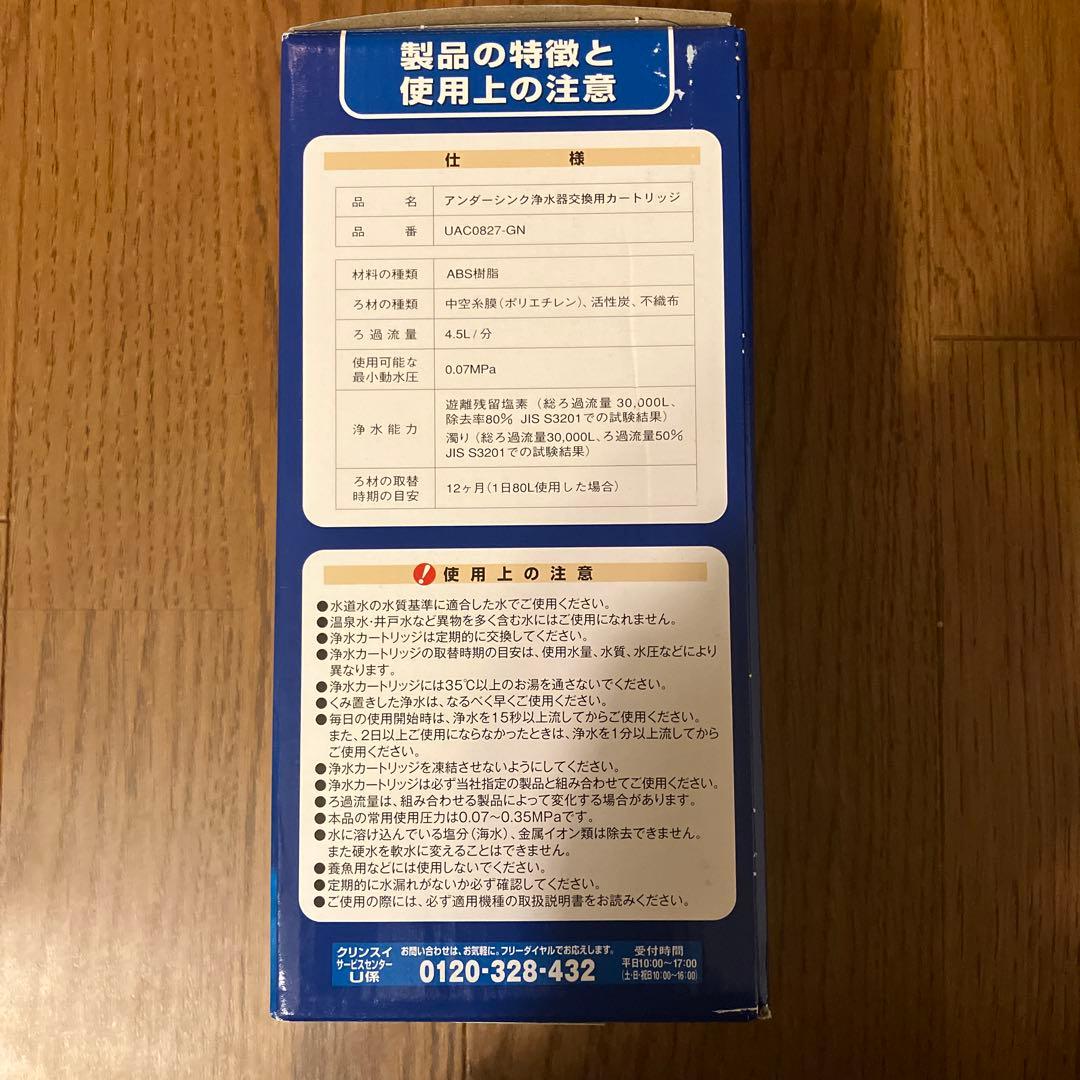 製品の特徴と
使用上の注意
仕様
品名 アンダーシンク浄水器交換用カートリッジ
品番 UAC0827-GN
材料の種類 ABS樹脂
ろ材の種類 中空糸膜(ポリエチレン)、活性炭、不織布
ろ過流量 4.5L/分
使用可能な
最小動水圧 0.07MPa
浄水能力
遊離残留塩素(総ろ過流量 30,000L、
除去率80% JIS S3201での試験結果)
濁り(総ろ過流量30,000L、ろ過流量50%
JIS S3201での試験結果)
ろ材の取替
時期の目安
12ヶ月(1日80L使用した場合)
使用上の注意
●水道水の水質基準に適合した水でご使用ください。
●温泉水・井戸水など異物を多く含む水にはご使用になれません。
●浄水カートリッジは定期的に交換してください。
●浄水カートリッジの取替時期の目安は、使用水量、水質、水圧などにより
異なります。
●浄水カートリッジには35℃以上のお湯を通さないでください。
●くみ置きした浄水は、なるべく早くご使用ください。
●毎日の使用開始時は、浄水を15秒以上流してからご使用ください。
また、2日以上ご使用にならなかったときは、浄水を1分以上流してから
ご使用ください。
●浄水カートリッジを凍結させないようにしてください。
●浄水カートリッジは必ず当社指定の製品と組み合わせてご使用ください。
●ろ過流量は、組み合わせる製品によって変化する場合があります。
●本品の常用使用圧力は0.07〜0.35MPaです。
●水に溶け込んでいる塩分(海水)、金属イオン類は除去できません。
また硬水を軟水に変えることはできません。
●養魚用などには使用しないでください。
●定期的に水漏れがないか必ず確認してください。
●ご使用の際には、必ず適用機種の取扱説明書をお読みください。
クリンスイ
サービスセンター
U係
お問い合わせは、お気軽に。フリーダイヤルでお応えします。
0120-328-432
受付時間
平日10:00〜17:00
(土・日・祝日10:00〜16:00)